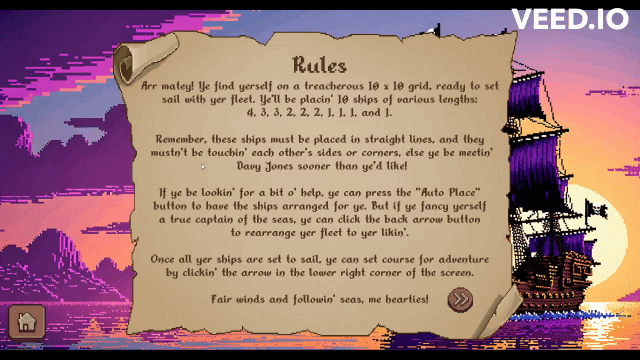 VEED.IO
Rules
Arr matey! Ye find yerself on a treacherous 10 x 10 grid, ready to set
sail with yer fleet. Ye'll be placin' 10 ships of various lengths:
4, 3, 3, 2, 2, 2, 1, 1, 1, and 1.
Remember, these ships must be placed in straight lines, and they
mustn't be touchin' each other's sides or corners, else ye be meetin'
Davy Jones sooner than ye'd like!
If ye be lookin' for a bit o' help, ye can press the "Auto Place"
button to have the ships arranged for ye. But if ye fancy yerself
a true captain of the seas, ye can click the back arrow button
to rearrange yer fleet to yer likin'.
Once all yer ships are set to sail, ye can set course for adventure
by clickin' the arrow in the lower right corner of the screen.
Fair winds and followin' seas, me hearties!